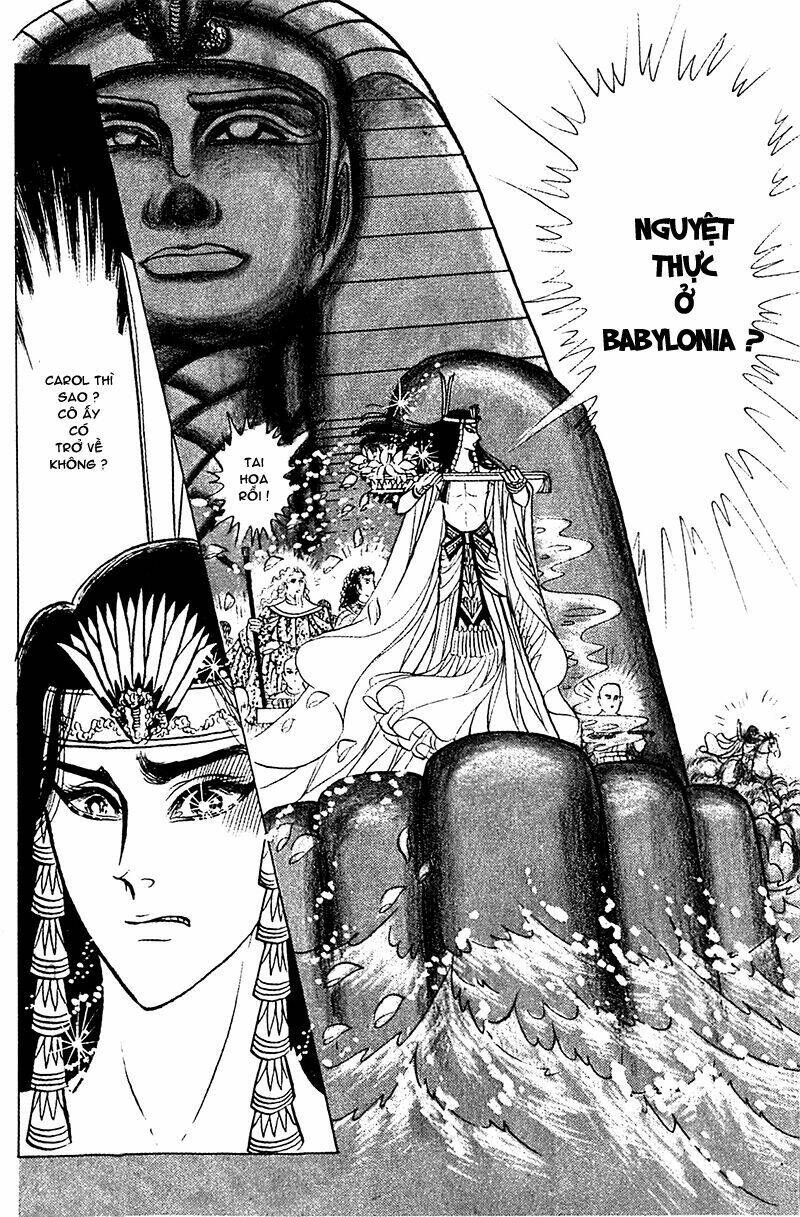 NGUYỆT
THỰC
Ở
BABYLONIA ?
TAI
HỌA
RỒI !
CAROL THÌ
SAO ?
CÔ ẤY
CÓ
TRỞ VỀ
KHÔNG ?